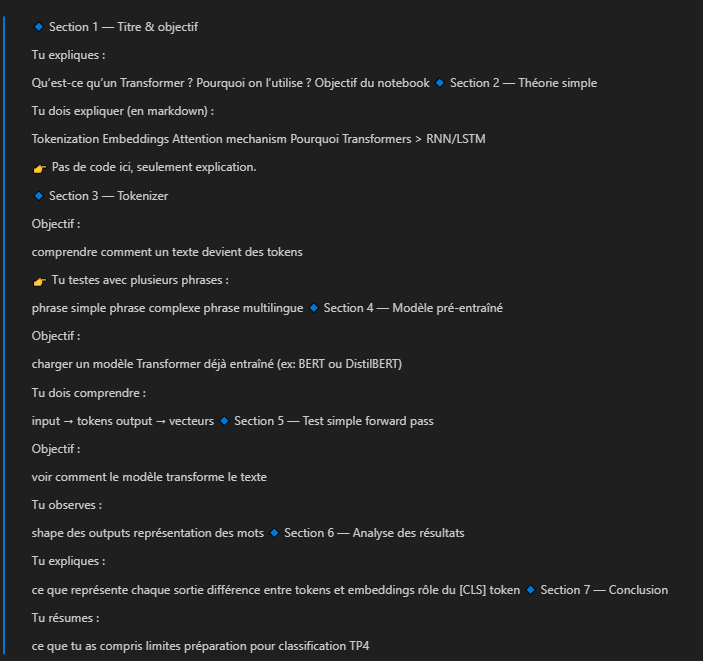 🔹 Section 1 — Titre & objectif
Tu expliques :
Qu'est-ce qu'un Transformer ? Pourquoi on l'utilise ? Objectif du notebook 🔹 Section 2 — Théorie simple
Tu dois expliquer (en markdown) :
Tokenization Embeddings Attention mechanism Pourquoi Transformers > RNN/LSTM
👉 Pas de code ici, seulement explication.
🔹 Section 3 — Tokenizer
Objectif :
comprendre comment un texte devient des tokens
👉 Tu testes avec plusieurs phrases :
phrase simple phrase complexe phrase multilingue 🔹 Section 4 — Modèle pré-entraîné
Objectif :
charger un modèle Transformer déjà entraîné (ex: BERT ou DistilBERT)
Tu dois comprendre :
input → tokens output → vecteurs 🔹 Section 5 — Test simple forward pass
Objectif :
voir comment le modèle transforme le texte
Tu observes :
shape des outputs représentation des mots 🔹 Section 6 — Analyse des résultats
Tu expliques :
ce que représente chaque sortie différence entre tokens et embeddings rôle du [CLS] token 🔹 Section 7 — Conclusion
Tu résumes :
ce que tu as compris limites préparation pour classification TP4